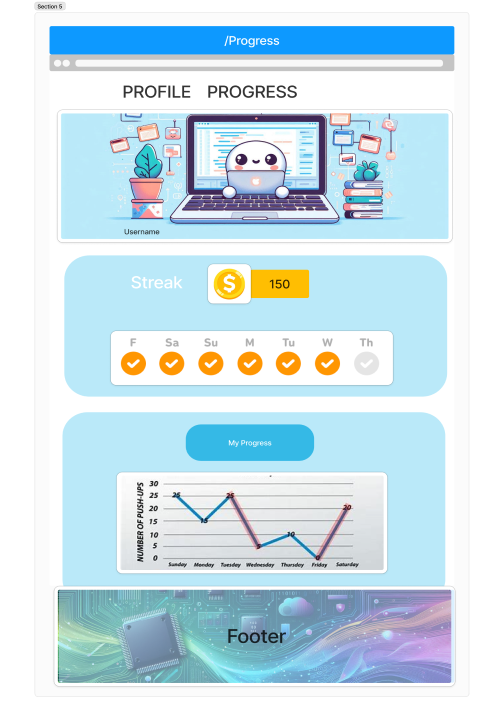 Section 5
/Progress
PROFILE PROGRESS
Username
Streak
150
F Sa Su M Tu W Th
My Progress
NUMBER OF PUSH-UPS
30
25
20
15
10
5
0
25
15
25
5
10
0
20
Sunday Monday Tuesday Wednesday Thursday Friday Saturday
Footer